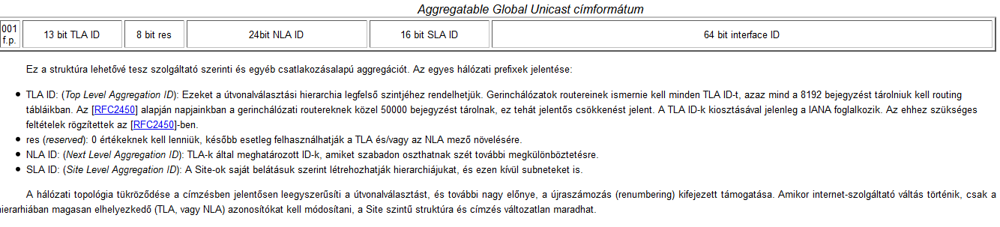 Aggregatable Global Unicast címformátum
001 f.p.
13 bit TLA ID
8 bit res
24bit NLA ID
16 bit SLA ID
64 bit interface ID
Ez a struktúra lehetővé tesz szolgáltató szerinti és egyéb csatlakozásalapú aggregációt. Az egyes hálózati prefixek jelentése:
TLA ID: (Top Level Aggregation ID): Ezeket a útvonalválasztási hierarchia legfelső szintjéhez rendelhetjük. Gerinchálózatok routereinek ismernie kell minden TLA ID-t, azaz mind a 8192 bejegyzést tárolniuk kell routing
tábláikban. Az [RFC2450] alapján napjainkban a gerinchálózati routereknek közel 50000 bejegyzést tárolnak, ez tehát jelentős csökkenést jelent. A TLA ID-k kiosztásával jelenleg a IANA foglalkozik. Az ehhez szükséges
feltételek rögzítettek az [RFC2450]-ben.
res (reserved): 0 értékeknek kell lenniük, később esetleg felhasználhatják a TLA és/vagy az NLA mező növelésére.
NLA ID: (Next Level Aggregation ID): TLA-k által meghatározott ID-k, amiket szabadon oszthatnak szét további megkülönböztetésre.
SLA ID: (Site Level Aggregation ID): A Site-ok saját belátásuk szerint létrehozhatják hierarchiájukat, és ezen kívül subneteket is.
A hálózati topológia tükröződése a címzésben jelentősen leegyszerűsíti a útvonalválasztást, és további nagy előnye, a újraszámozás (renumbering) kifejezett támogatása. Amikor internet-szolgáltató váltás történik, csak a
hierarhiában magasan elhelyezkedő (TLA, vagy NLA) azonosítókat kell módosítani, a Site szintű struktúra és címzés változatlan maradhat.